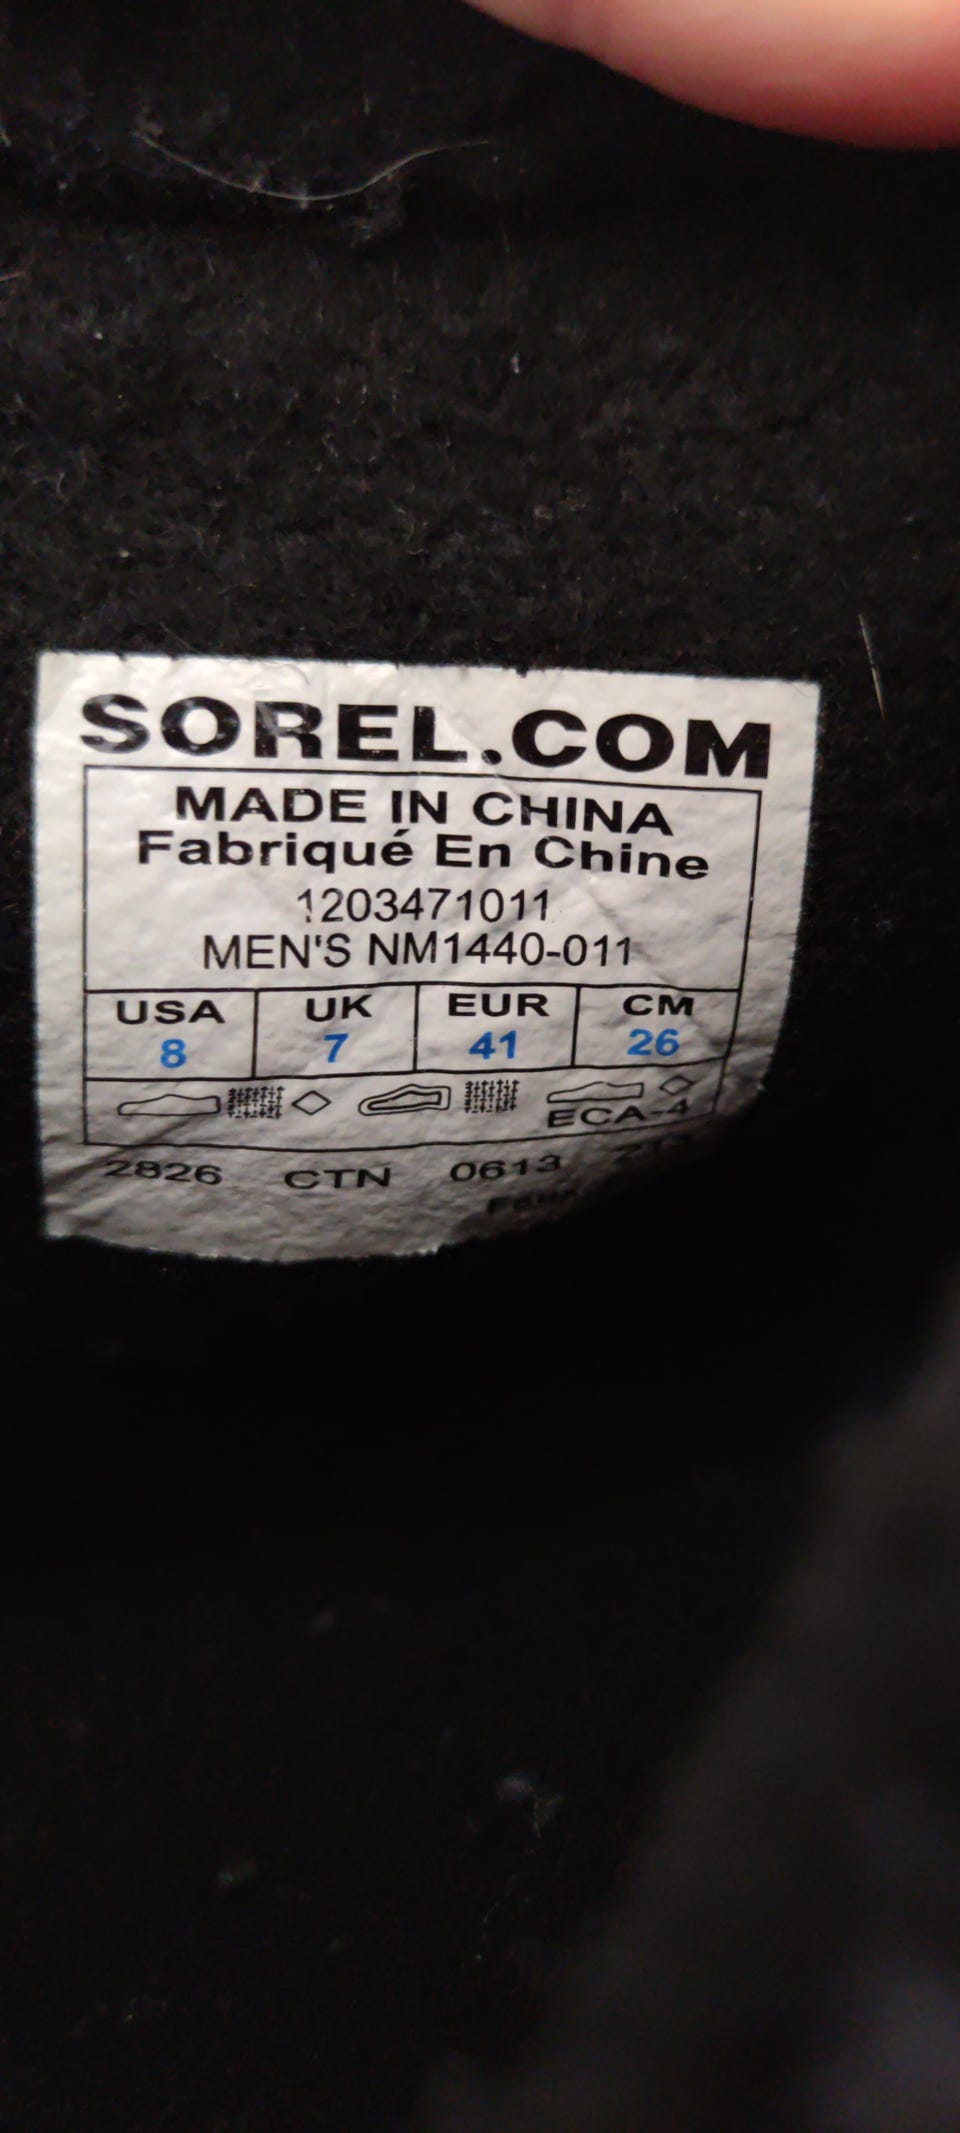 SOREL.COM
MADE IN CHINA
Fabriqué En Chine
1203471011
MEN'S NM1440-011
USA UK EUR CM
8 7 41 26
ECA-4
2826 CTN 0613